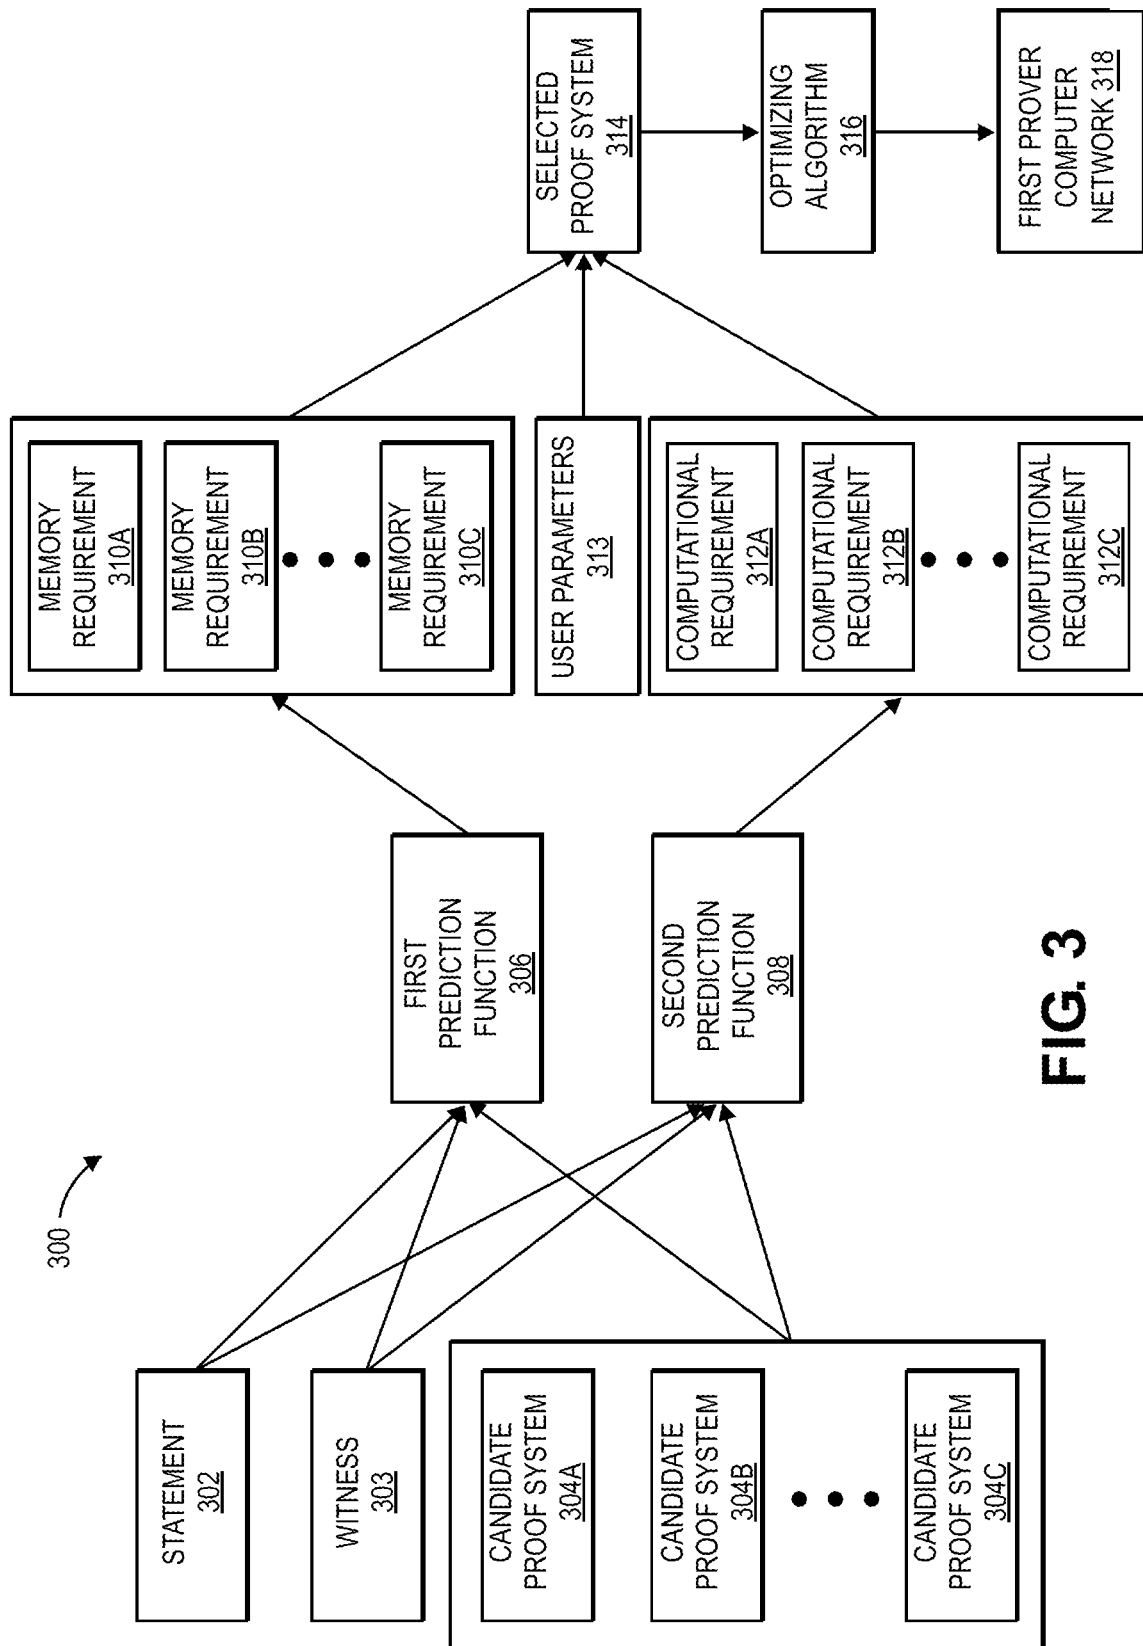 300
STATEMENT
302
WITNESS
303
CANDIDATE
PROOF SYSTEM
304A
CANDIDATE
PROOF SYSTEM
304B
CANDIDATE
PROOF SYSTEM
304C
FIRST
PREDICTION
FUNCTION
306
SECOND
PREDICTION
FUNCTION
308
MEMORY
REQUIREMENT
310A
MEMORY
REQUIREMENT
310B
MEMORY
REQUIREMENT
310C
USER PARAMETERS
313
COMPUTATIONAL
REQUIREMENT
312A
COMPUTATIONAL
REQUIREMENT
312B
COMPUTATIONAL
REQUIREMENT
312C
SELECTED
PROOF SYSTEM
314
OPTIMIZING
ALGORITHM
316
FIRST PROVER
COMPUTER
NETWORK 318
FIG. 3